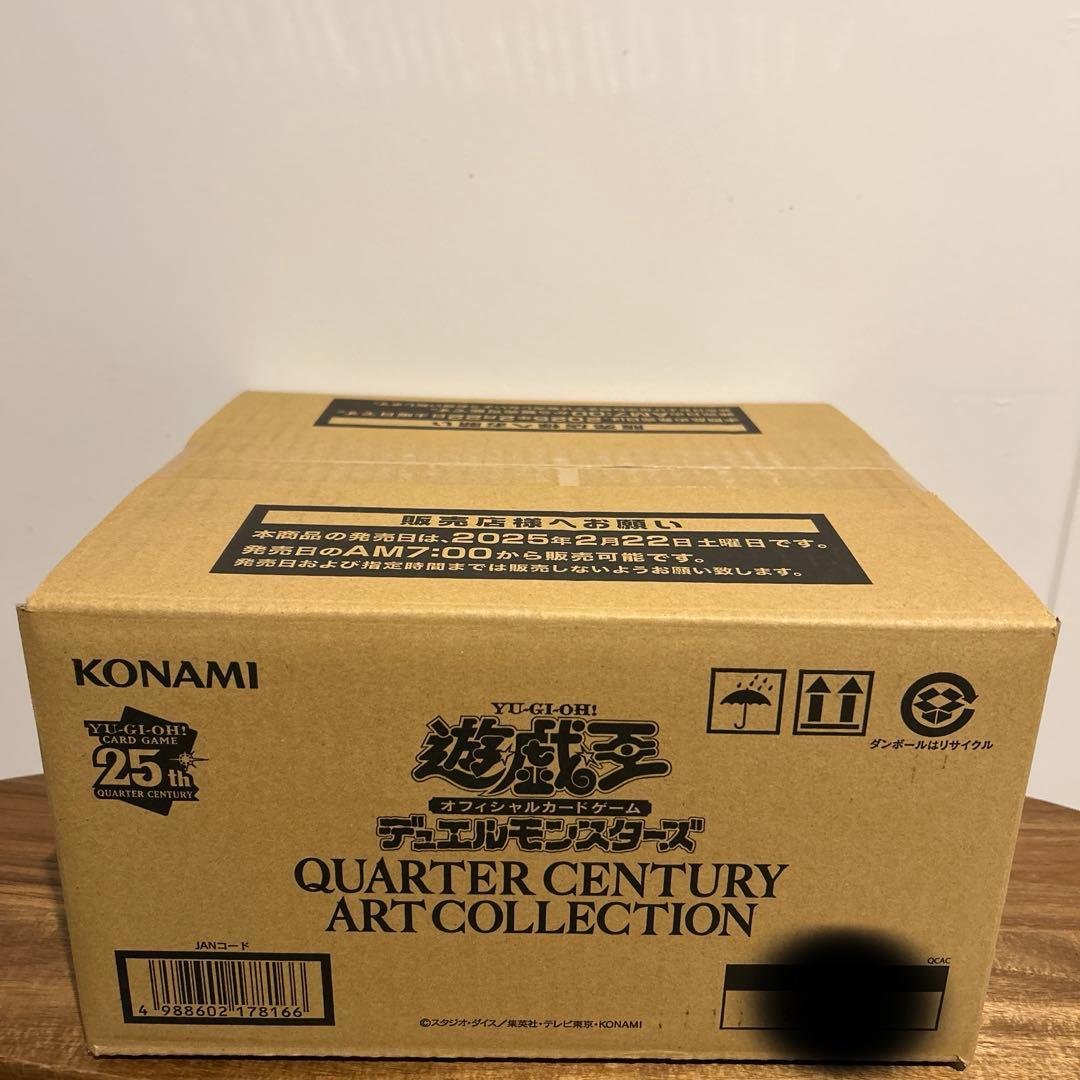 販売店様へお願い
本商品の発売日は、2025年2月22日土曜日です。
発売日のAM7:00から販売可能です。
発売日および指定時間までは販売しないようお願い致します。
KONAMI
YU-GI-OH!
CARD GAME
25th
QUARTER CENTURY
YU-GI-OH!
遊戯王
オフィシャルカードゲーム
デュエルモンスターズ
QUARTER CENTURY
ART COLLECTION
ダンボールはリサイクル
JANコード
4 988602 178166
©スタジオ・ダイス/集英社・テレビ東京・KONAMI
QCAC